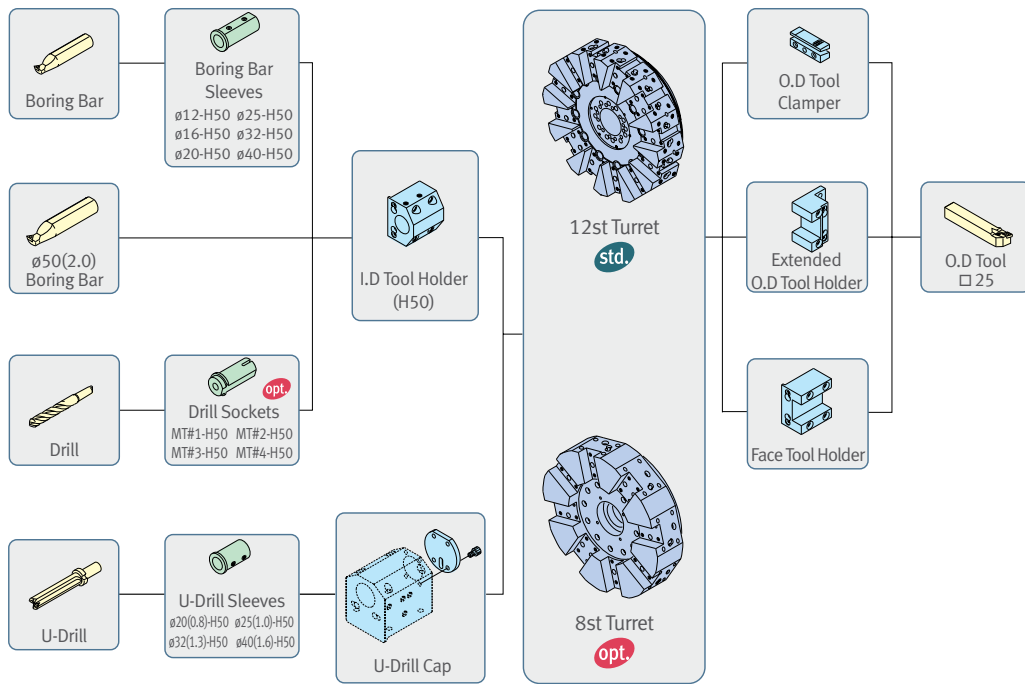 Boring Bar
Boring Bar
Sleeves
ø12-H50 ø25-H50
ø16-H50 ø32-H50
ø20-H50 ø40-H50
ø50(2.0)
Boring Bar
Drill
opt.
Drill Sockets
MT#1-H50 MT#2-H50
MT#3-H50 MT#4-H50
U-Drill
U-Drill Sleeves
ø20(0.8)-H50 ø25(1.0)-H50
ø32(1.3)-H50 ø40(1.6)-H50
I.D Tool Holder
(H50)
U-Drill Cap
12st Turret
std.
8st Turret
opt.
O.D Tool
Clamper
Extended
O.D Tool Holder
Face Tool Holder
O.D Tool
□ 25